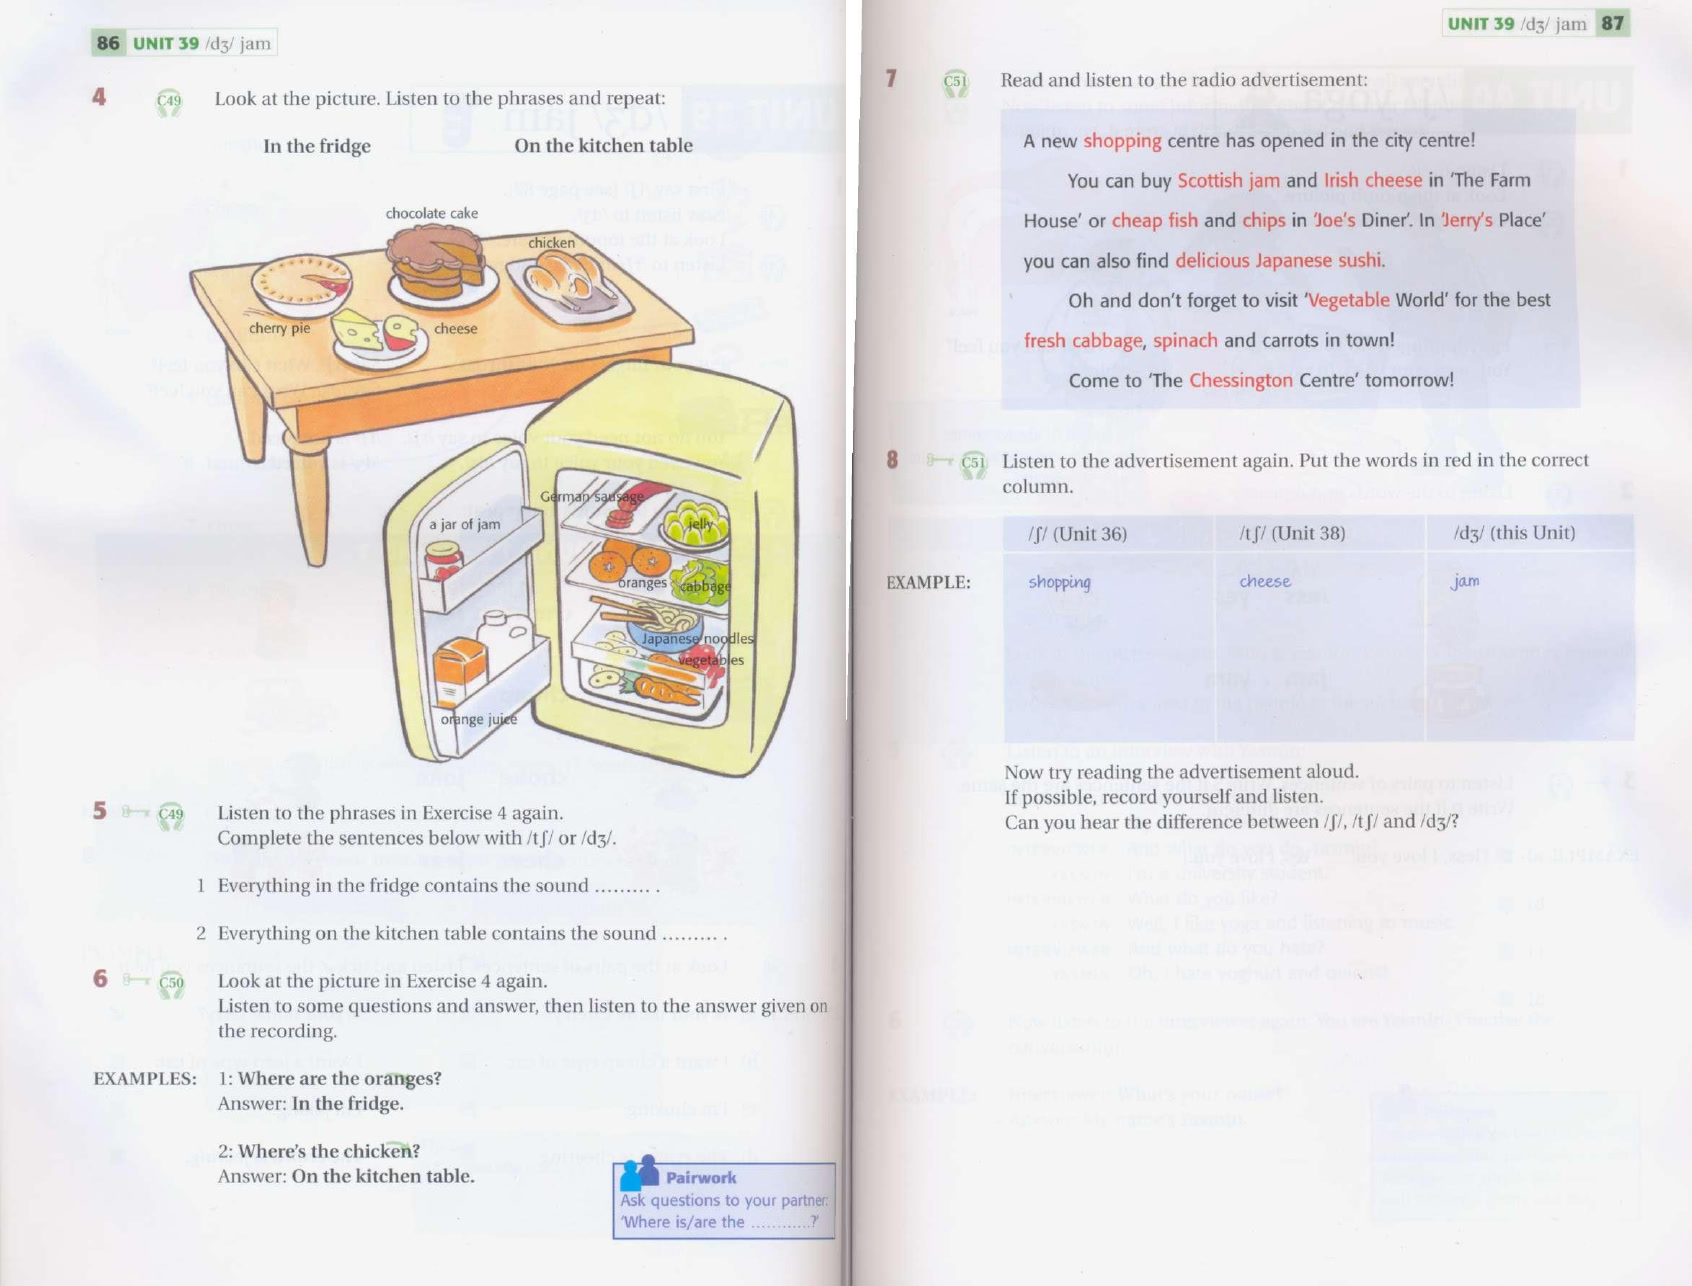 86 UNIT 39 /dʒ/ jam
4 C49 Look at the picture. Listen to the phrases and repeat:
In the fridge On the kitchen table
chocolate cake
chicken
cherry pie
cheese
German sausage
a jar of jam
jelly
oranges
cabbage
Japanese noodles
vegetables
orange juice
5 C49 Listen to the phrases in Exercise 4 again.
Complete the sentences below with /tʃ/ or /dʒ/.
1 Everything in the fridge contains the sound ......... .
2 Everything on the kitchen table contains the sound ......... .
6 C50 Look at the picture in Exercise 4 again.
Listen to some questions and answer, then listen to the answer given on
the recording.
EXAMPLES: 1: Where are the oranges?
Answer: In the fridge.
2: Where's the chicken?
Answer: On the kitchen table.
Pairwork
Ask questions to your partner:
'Where is/are the ............?'
UNIT 39 /dʒ/ jam 87
7 C51 Read and listen to the radio advertisement:
A new shopping centre has opened in the city centre!
You can buy Scottish jam and Irish cheese in 'The Farm
House' or cheap fish and chips in 'Joe's Diner'. In 'Jerry's Place'
you can also find delicious Japanese sushi.
Oh and don't forget to visit 'Vegetable World' for the best
fresh cabbage, spinach and carrots in town!
Come to 'The Chessington Centre' tomorrow!
8 C51 Listen to the advertisement again. Put the words in red in the correct
column.
/ʃ/ (Unit 36) /tʃ/ (Unit 38) /dʒ/ (this Unit)
EXAMPLE: shopping cheese jam
Now try reading the advertisement aloud.
If possible, record yourself and listen.
Can you hear the difference between /ʃ/, /tʃ/ and /dʒ/?